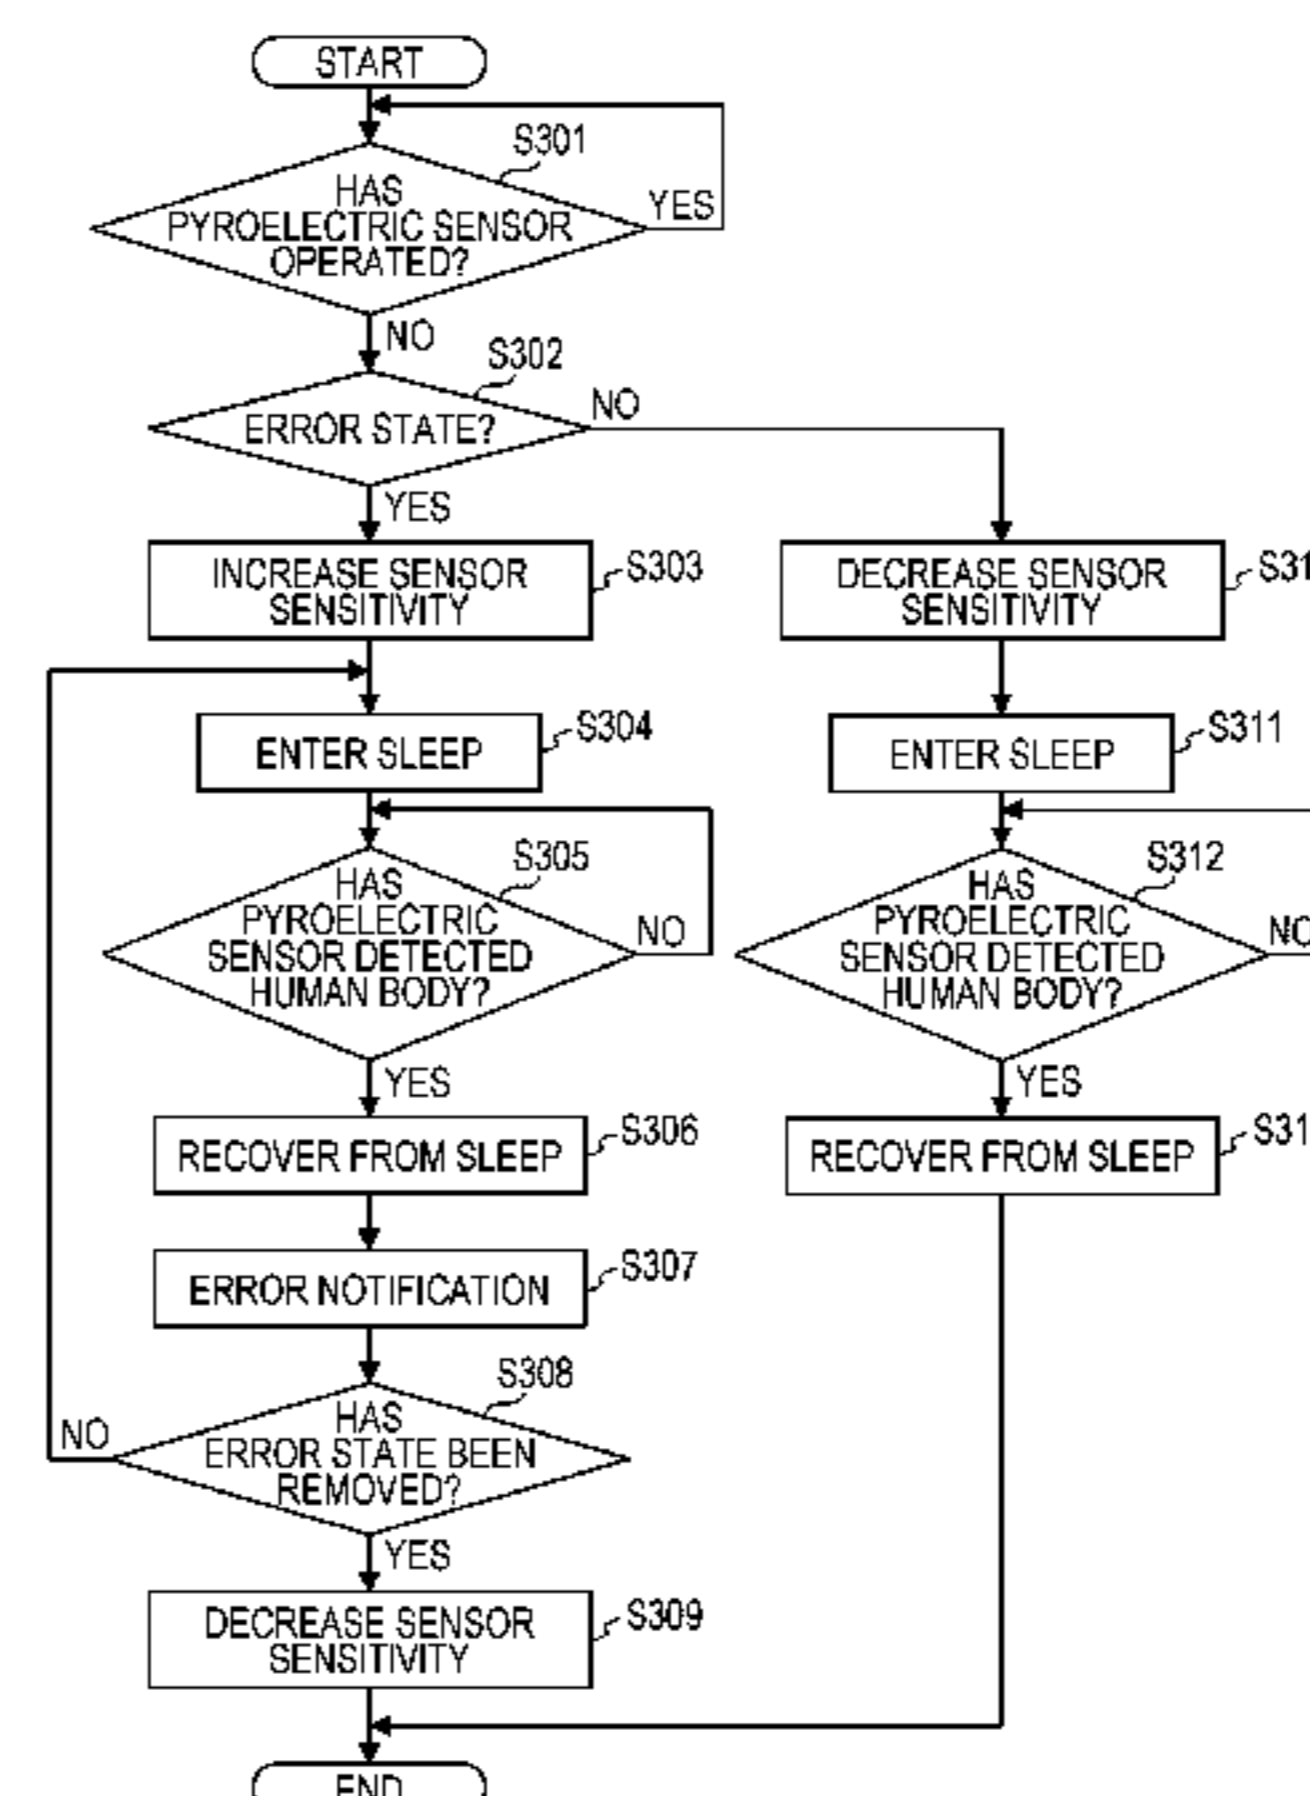 START
S301
HAS
PYROELECTRIC SENSOR
OPERATED?
YES
NO
S302
ERROR STATE?
NO
YES
INCREASE SENSOR
SENSITIVITY
S303
ENTER SLEEP
S304
S305
HAS
PYROELECTRIC
SENSOR DETECTED
HUMAN BODY?
NO
YES
RECOVER FROM SLEEP
S306
ERROR NOTIFICATION
S307
S308
HAS
ERROR STATE BEEN
REMOVED?
NO
YES
DECREASE SENSOR
SENSITIVITY
S309
END
DECREASE SENSOR
SENSITIVITY
ENTER SLEEP
S311
S312
HAS
PYROELECTRIC
SENSOR DETECTED
HUMAN BODY?
NO
YES
RECOVER FROM SLEEP